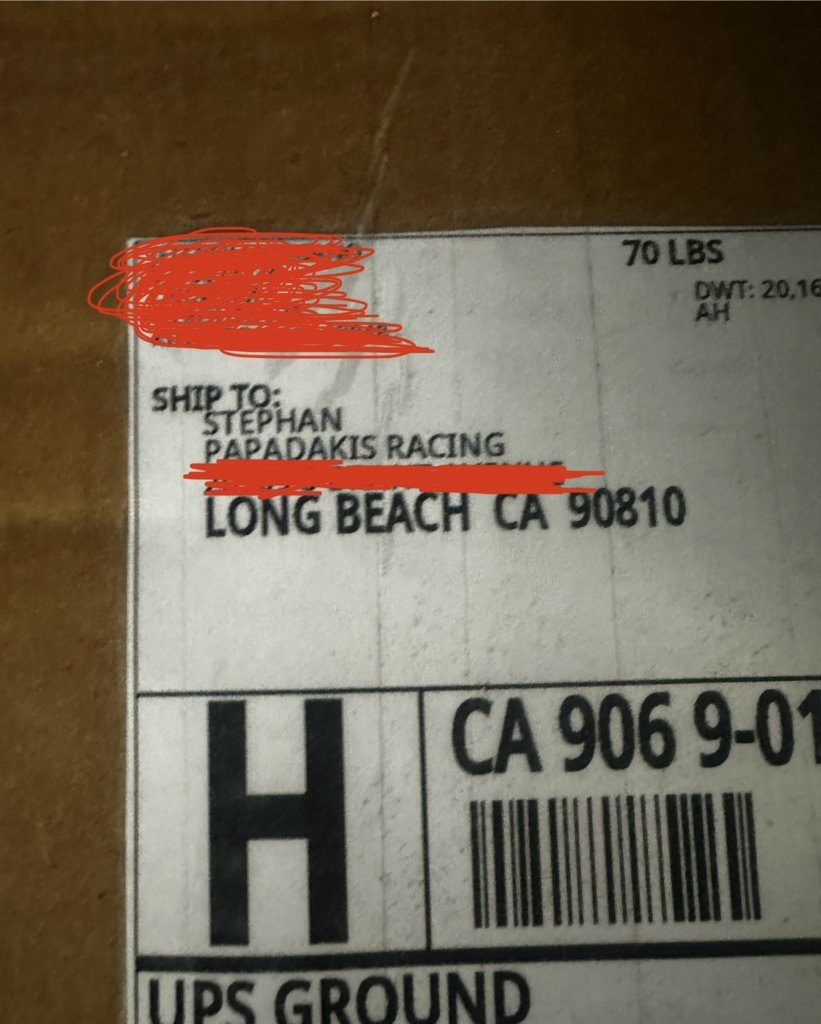 70 LBS
DWT: 20,16
AH
SHIP TO:
STEPHAN
PAPADAKIS RACING
LONG BEACH CA 90810
H
CA 906 9-01
UPS GROUND